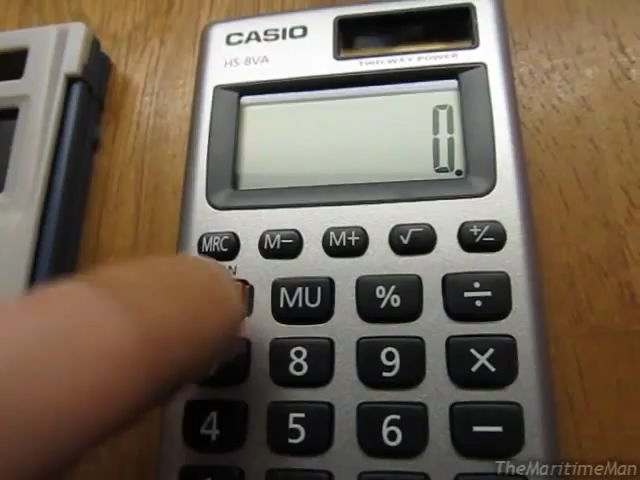 CASIO
HS-8VA
TWO WAY POWER
0.
MRC M− M+ √ +/−
MU % ÷
8 9 ×
4 5 6 −
TheMaritimeMan